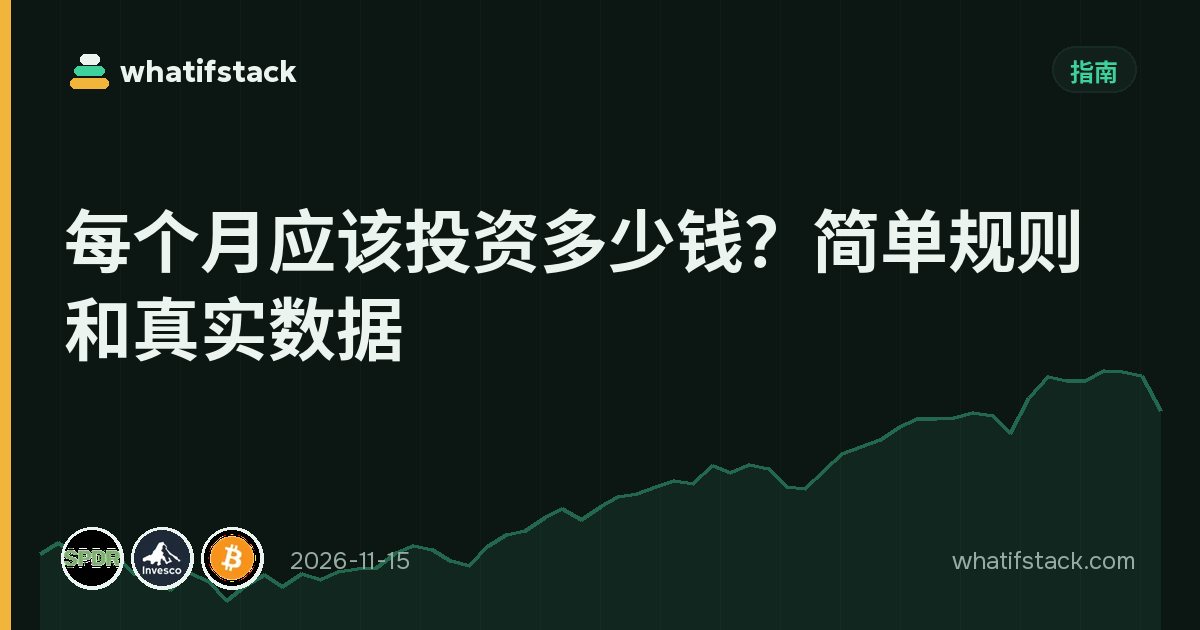 whatifstack
指南
每个月应该投资多少钱？简单规则
和真实数据
SPDR
Invesco
2026-11-15
whatifstack.com